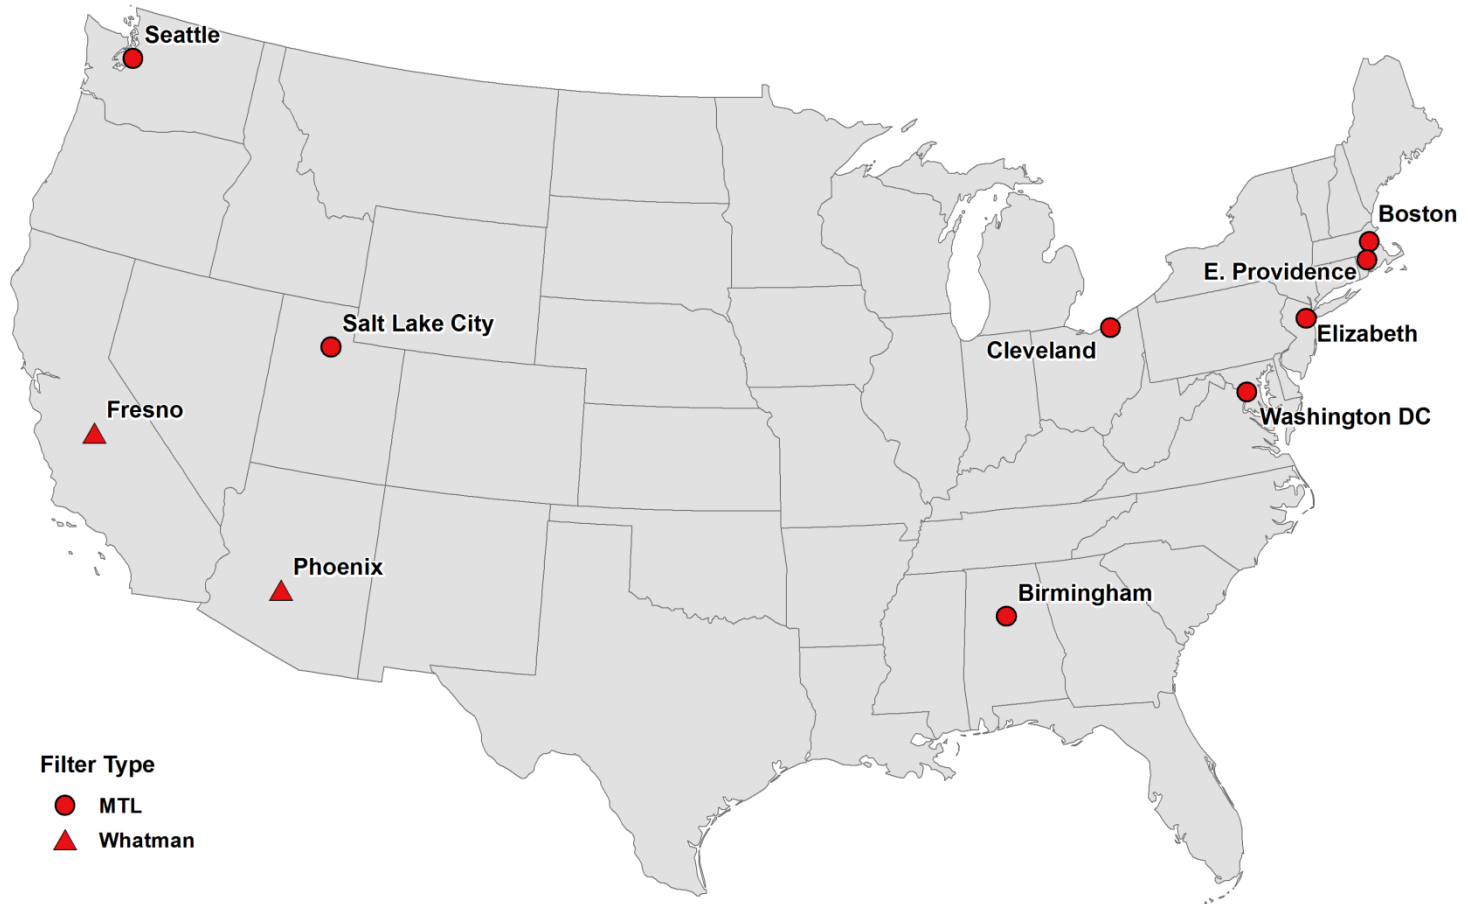 Seattle
Boston
E. Providence
Salt Lake City
Elizabeth
Cleveland
Fresno
Washington DC
Phoenix
Birmingham
Filter Type
MTL
Whatman